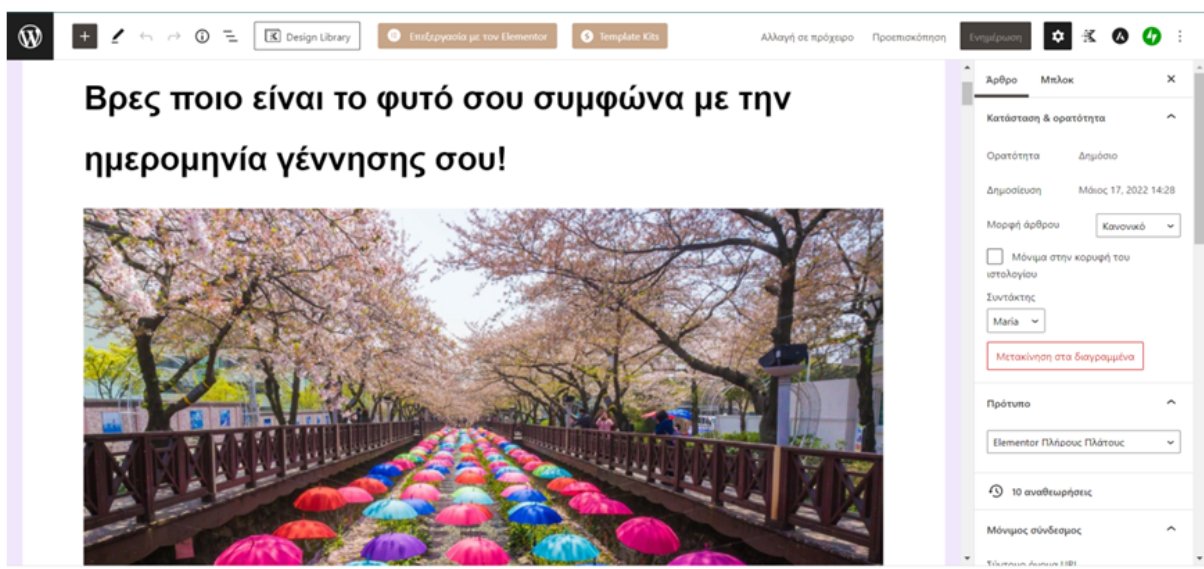 Design Library
Επεξεργασία με τον Elementor
Template Kits
Αλλαγή σε πρόχειρο
Προεπισκόπηση
Ενημέρωση
Βρες ποιο είναι το φυτό σου συμφώνα με την
ημερομηνία γέννησης σου!
Άρθρο Μπλοκ
Κατάσταση & ορατότητα
Ορατότητα Δημόσιο
Δημοσίευση Μάιος 17, 2022 14:28
Μορφή άρθρου Κανονικό
Μόνιμα στην κορυφή του
ιστολογίου
Συντάκτης
Maria
Μετακίνηση στα διαγραμμένα
Πρότυπο
Elementor Πλήρους Πλάτους
10 αναθεωρήσεις
Μόνιμος σύνδεσμος